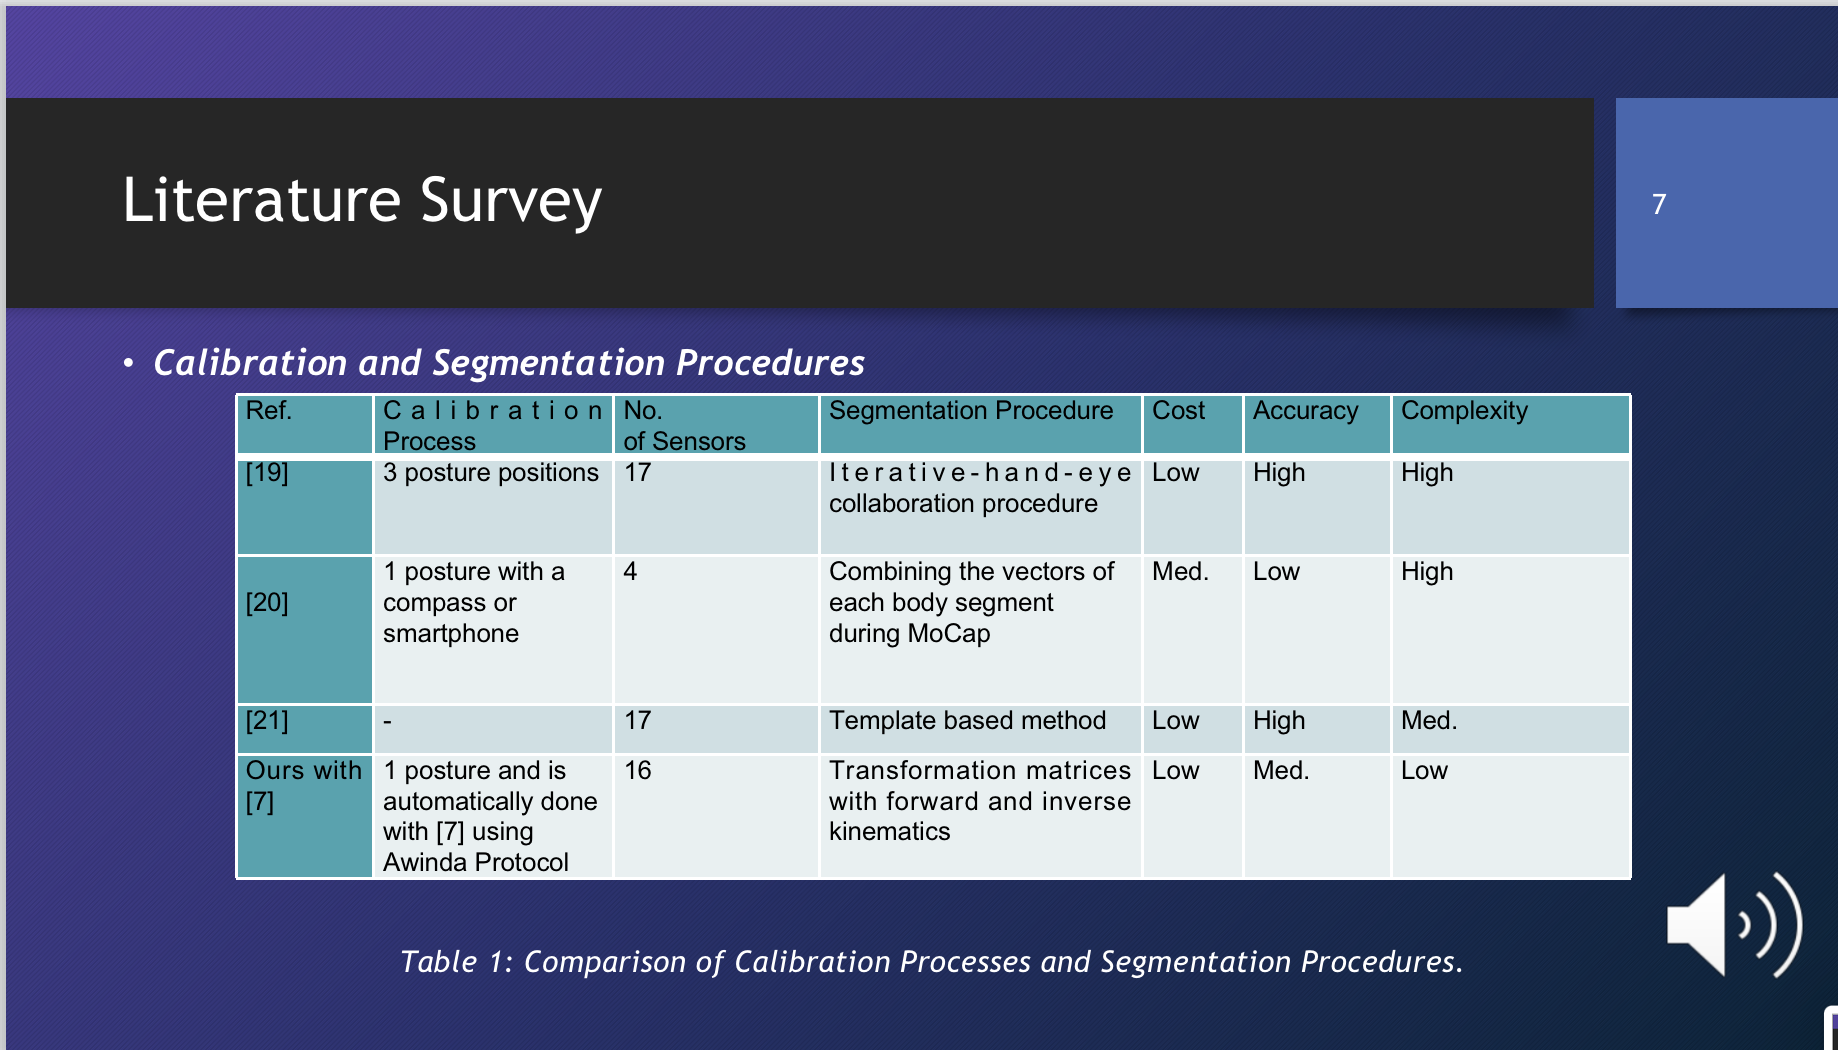 Literature Survey
7
• Calibration and Segmentation Procedures
Ref.
Calibration
Process
No.
of Sensors
Segmentation Procedure
Cost
Accuracy
Complexity
[19]
3 posture positions
17
Iterative-hand-eye
collaboration procedure
Low
High
High
[20]
1 posture with a
compass or
smartphone
4
Combining the vectors of
each body segment
during MoCap
Med.
Low
High
[21]
-
17
Template based method
Low
High
Med.
Ours with
[7]
1 posture and is
automatically done
with [7] using
Awinda Protocol
16
Transformation matrices
with forward and inverse
kinematics
Low
Med.
Low
Table 1: Comparison of Calibration Processes and Segmentation Procedures.